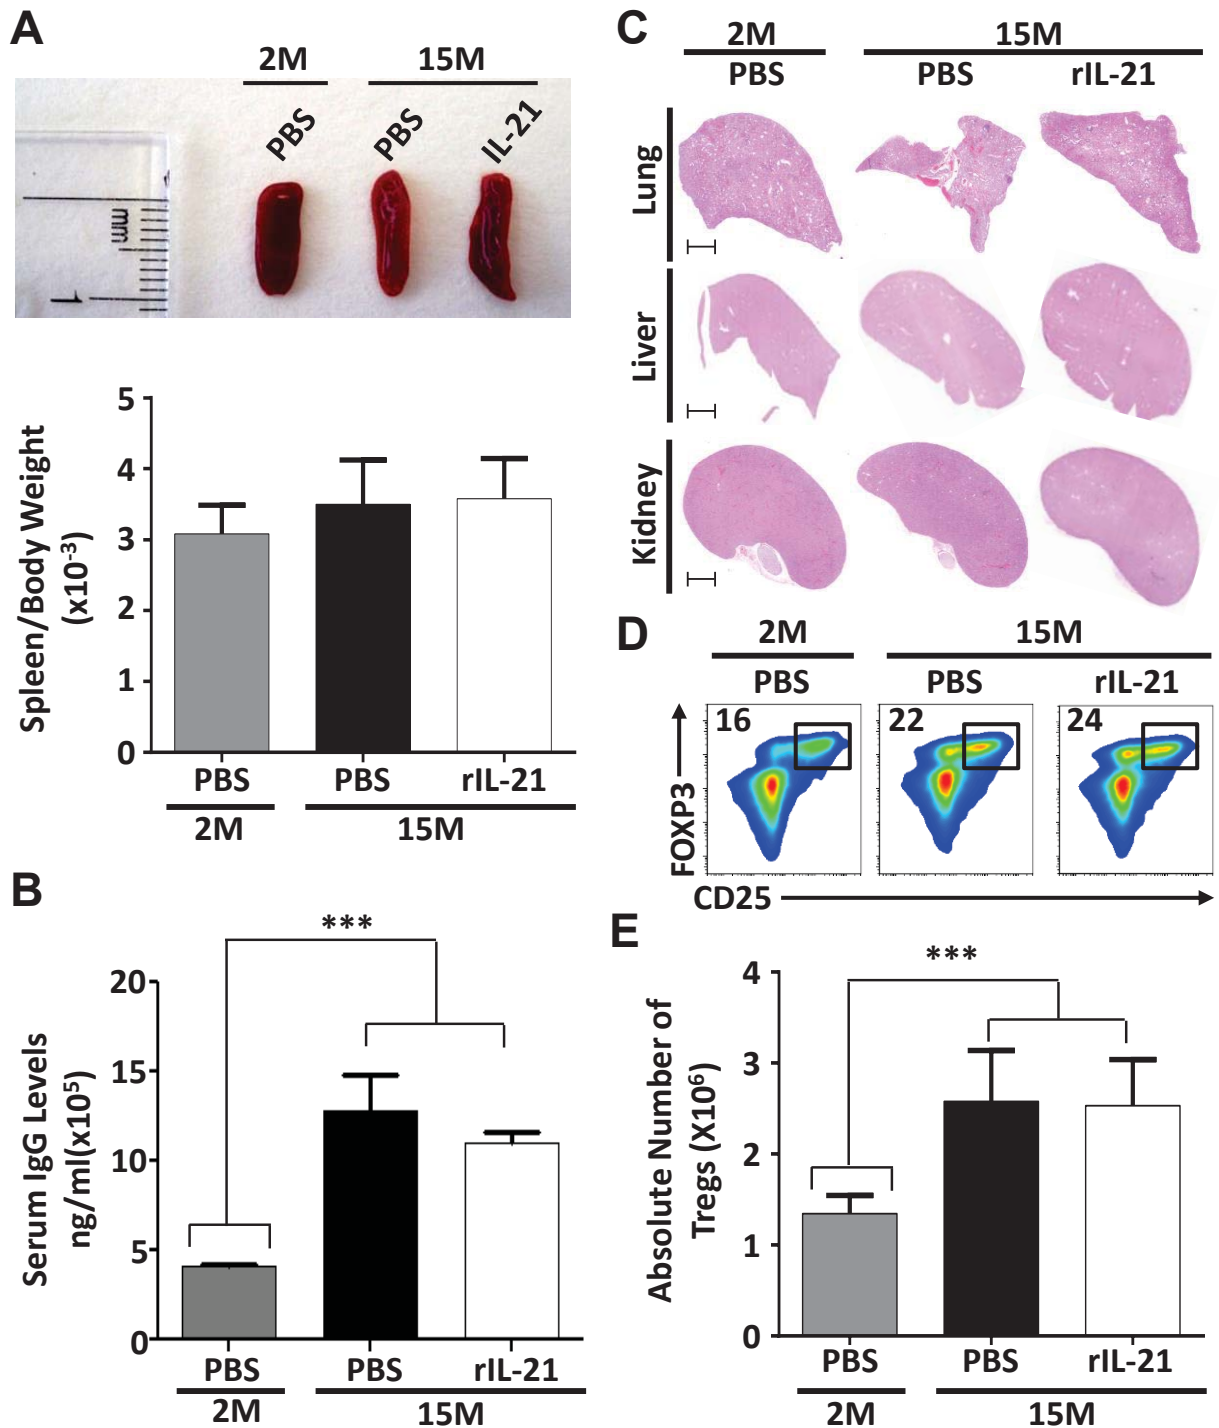 A
2M
15M
PBS
PBS
IL-21
mm
1
5
4
3
2
1
0
Spleen/Body Weight
(x10⁻³)
PBS
PBS
rIL-21
2M
15M
B
***
20
15
10
5
0
Serum IgG Levels
ng/ml(x10⁵)
PBS
PBS
rIL-21
2M
15M
C
2M
15M
PBS
PBS
rIL-21
Lung
Liver
Kidney
D
2M
15M
PBS
PBS
rIL-21
16
22
24
FOXP3
CD25
E
***
4
3
2
1
0
Absolute Number of
Tregs (X10⁶)
PBS
PBS
rIL-21
2M
15M